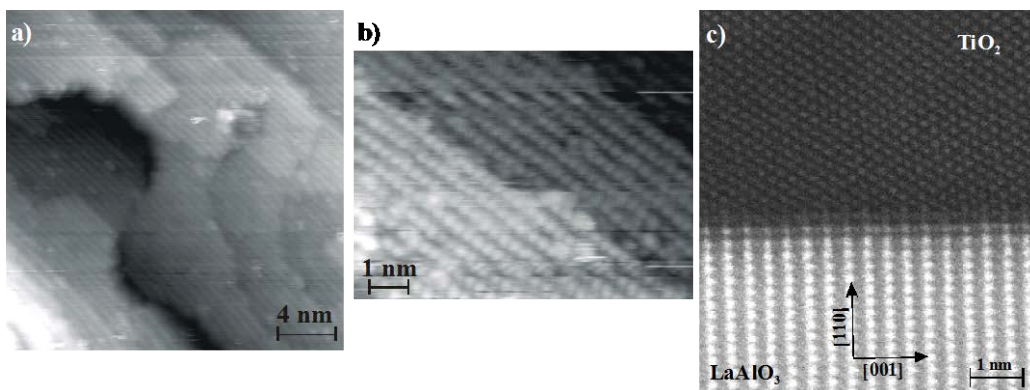 a)
4 nm
b)
1 nm
c)
TiO₂
[110]
[001]
LaAlO₃
1 nm